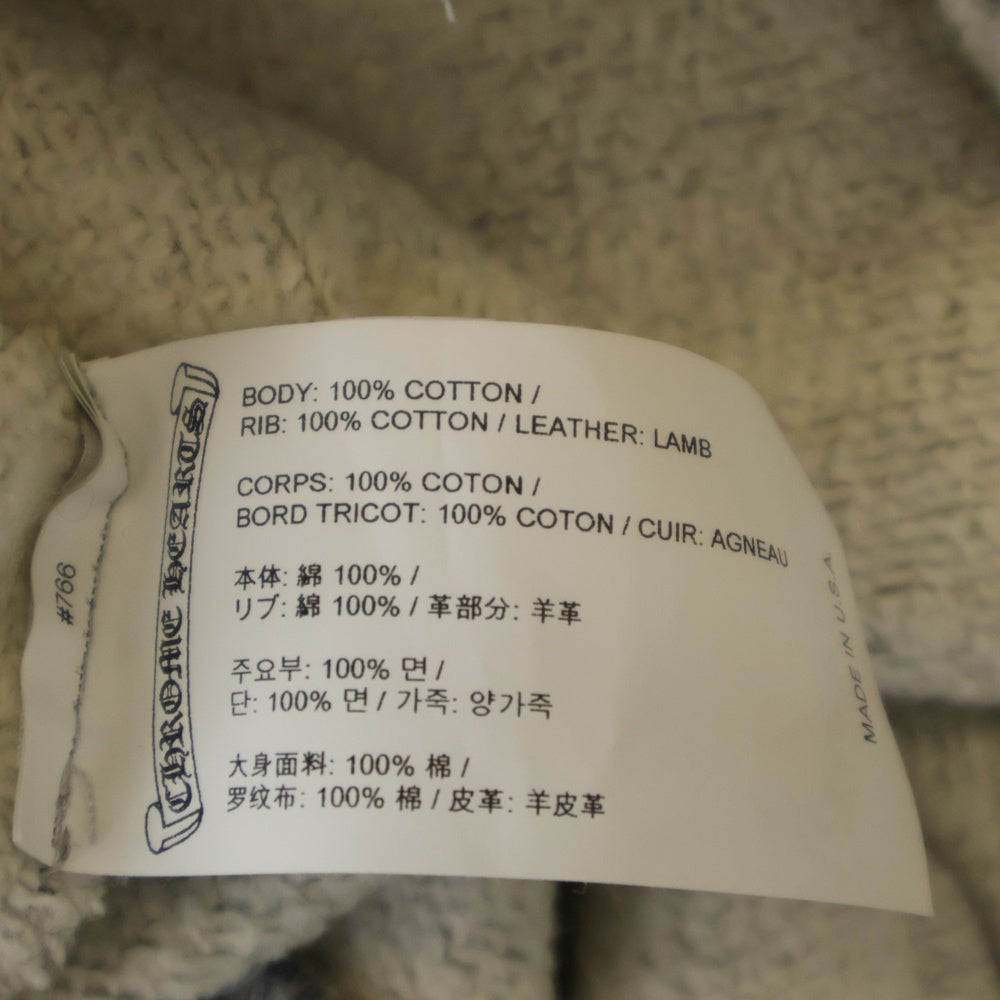 #766
CHROME HEARTS
BODY: 100% COTTON /
RIB: 100% COTTON / LEATHER: LAMB
CORPS: 100% COTON /
BORD TRICOT: 100% COTON / CUIR: AGNEAU
本体: 綿 100% /
リブ: 綿 100% / 革部分: 羊革
주요부: 100% 면 /
단: 100% 면 / 가죽: 양가죽
大身面料: 100% 棉 /
罗纹布: 100% 棉 / 皮革: 羊皮革
MADE IN U.S.A.